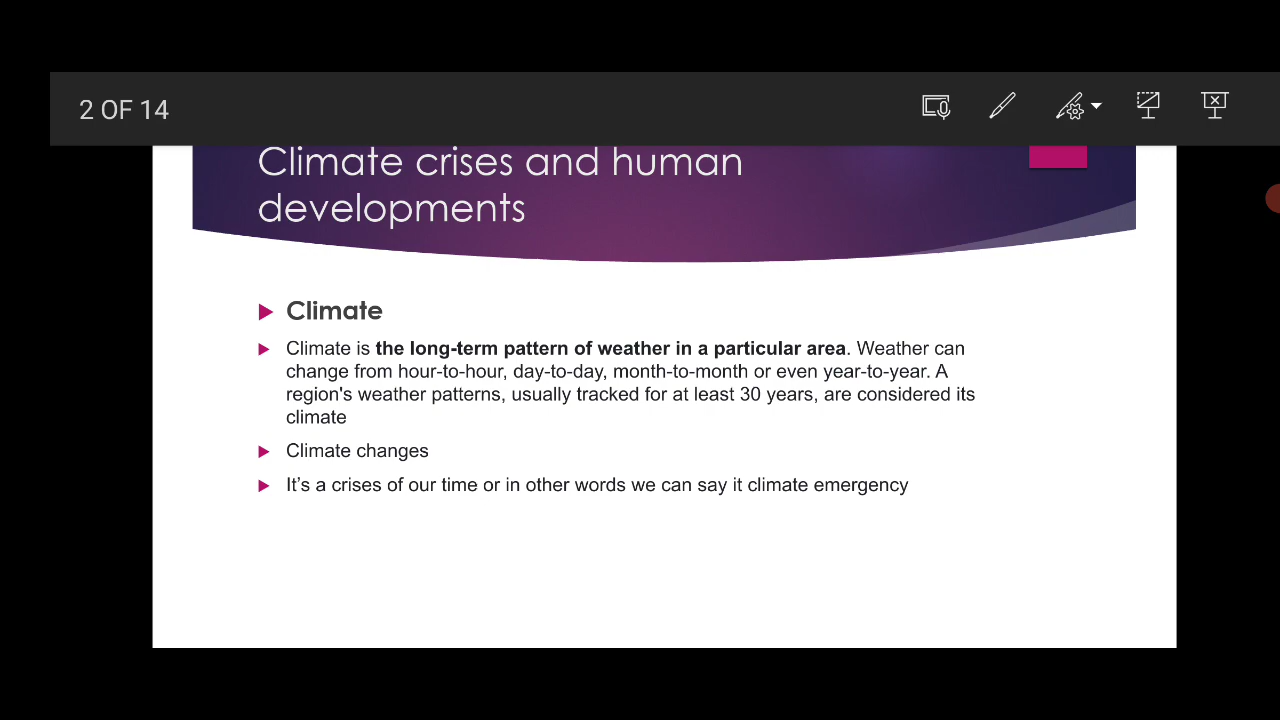 2 OF 14
Climate crises and human
developments
Climate
Climate is the long-term pattern of weather in a particular area. Weather can
change from hour-to-hour, day-to-day, month-to-month or even year-to-year. A
region's weather patterns, usually tracked for at least 30 years, are considered its
climate
Climate changes
It’s a crises of our time or in other words we can say it climate emergency